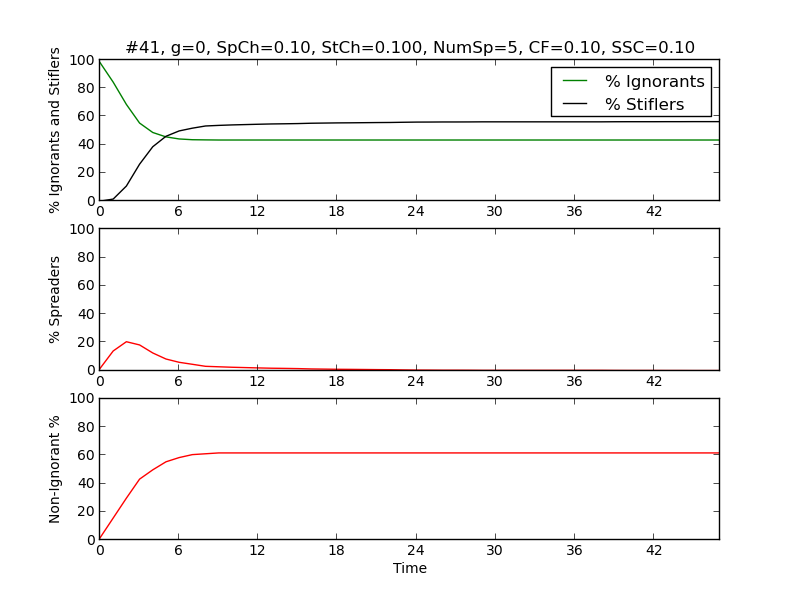 #41, g=0, SpCh=0.10, StCh=0.100, NumSp=5, CF=0.10, SSC=0.10
% Ignorants and Stiflers
100
80
60
40
20
0
% Ignorants
% Stiflers
0 6 12 18 24 30 36 42
% Spreaders
100
80
60
40
20
0
0 6 12 18 24 30 36 42
Non-Ignorant %
100
80
60
40
20
0
0 6 12 18 24 30 36 42
Time